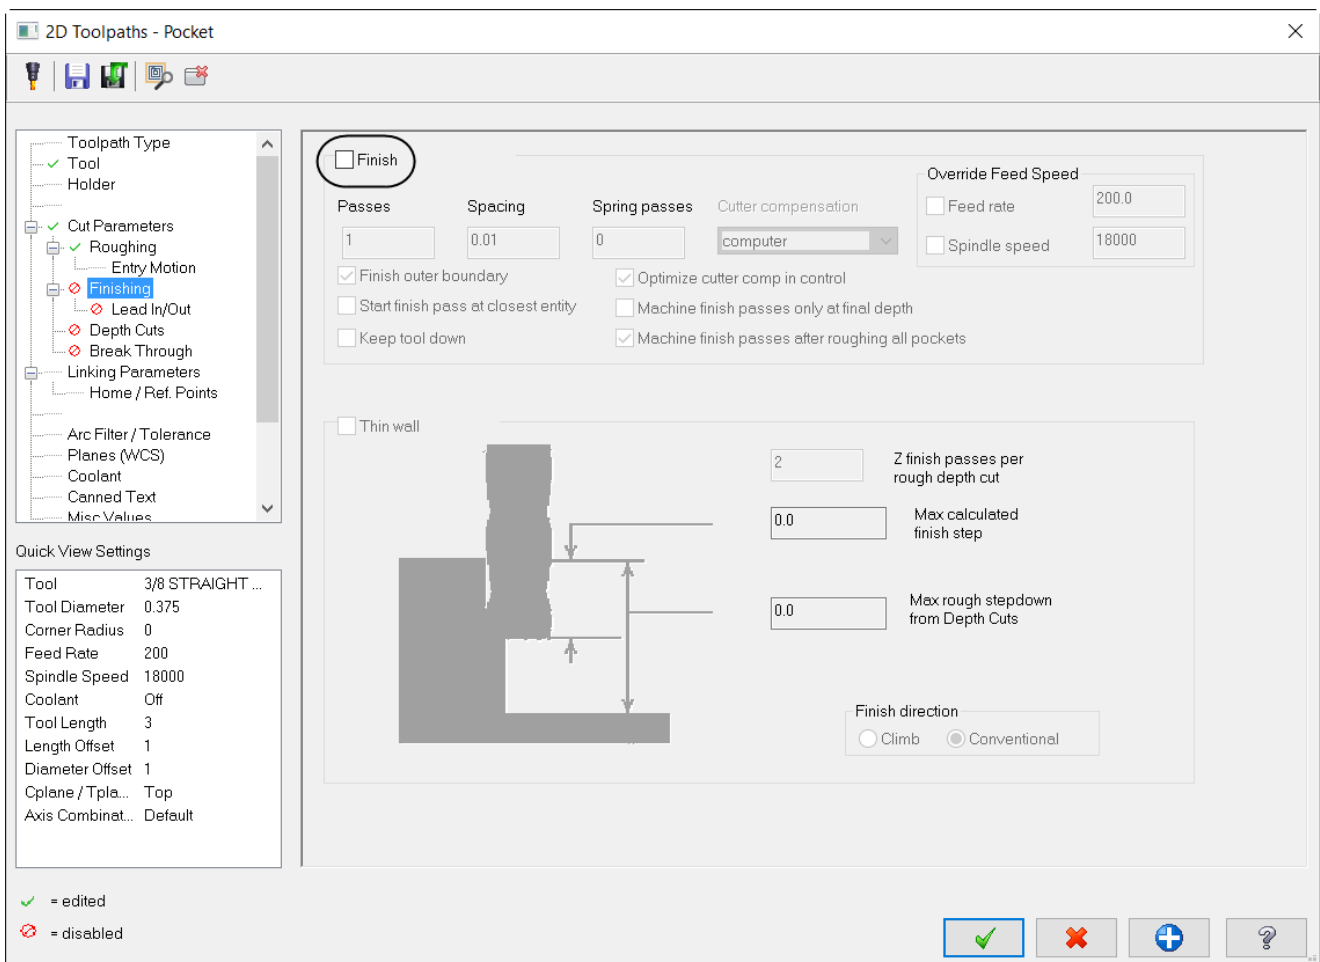 2D Toolpaths - Pocket
Toolpath Type
Tool
Holder
Cut Parameters
Roughing
Entry Motion
Finishing
Lead In/Out
Depth Cuts
Break Through
Linking Parameters
Home / Ref. Points
Arc Filter / Tolerance
Planes (WCS)
Coolant
Canned Text
Misc Values
Quick View Settings
Tool 3/8 STRAIGHT ...
Tool Diameter 0.375
Corner Radius 0
Feed Rate 200
Spindle Speed 18000
Coolant Off
Tool Length 3
Length Offset 1
Diameter Offset 1
Cplane / Tpla... Top
Axis Combinat... Default
= edited
= disabled
Finish
Passes Spacing Spring passes Cutter compensation
1 0.01 0 computer
Override Feed Speed
Feed rate 200.0
Spindle speed 18000
Finish outer boundary
Optimize cutter comp in control
Start finish pass at closest entity
Machine finish passes only at final depth
Keep tool down
Machine finish passes after roughing all pockets
Thin wall
2 Z finish passes per
rough depth cut
0.0 Max calculated
finish step
0.0 Max rough stepdown
from Depth Cuts
Finish direction
Climb Conventional